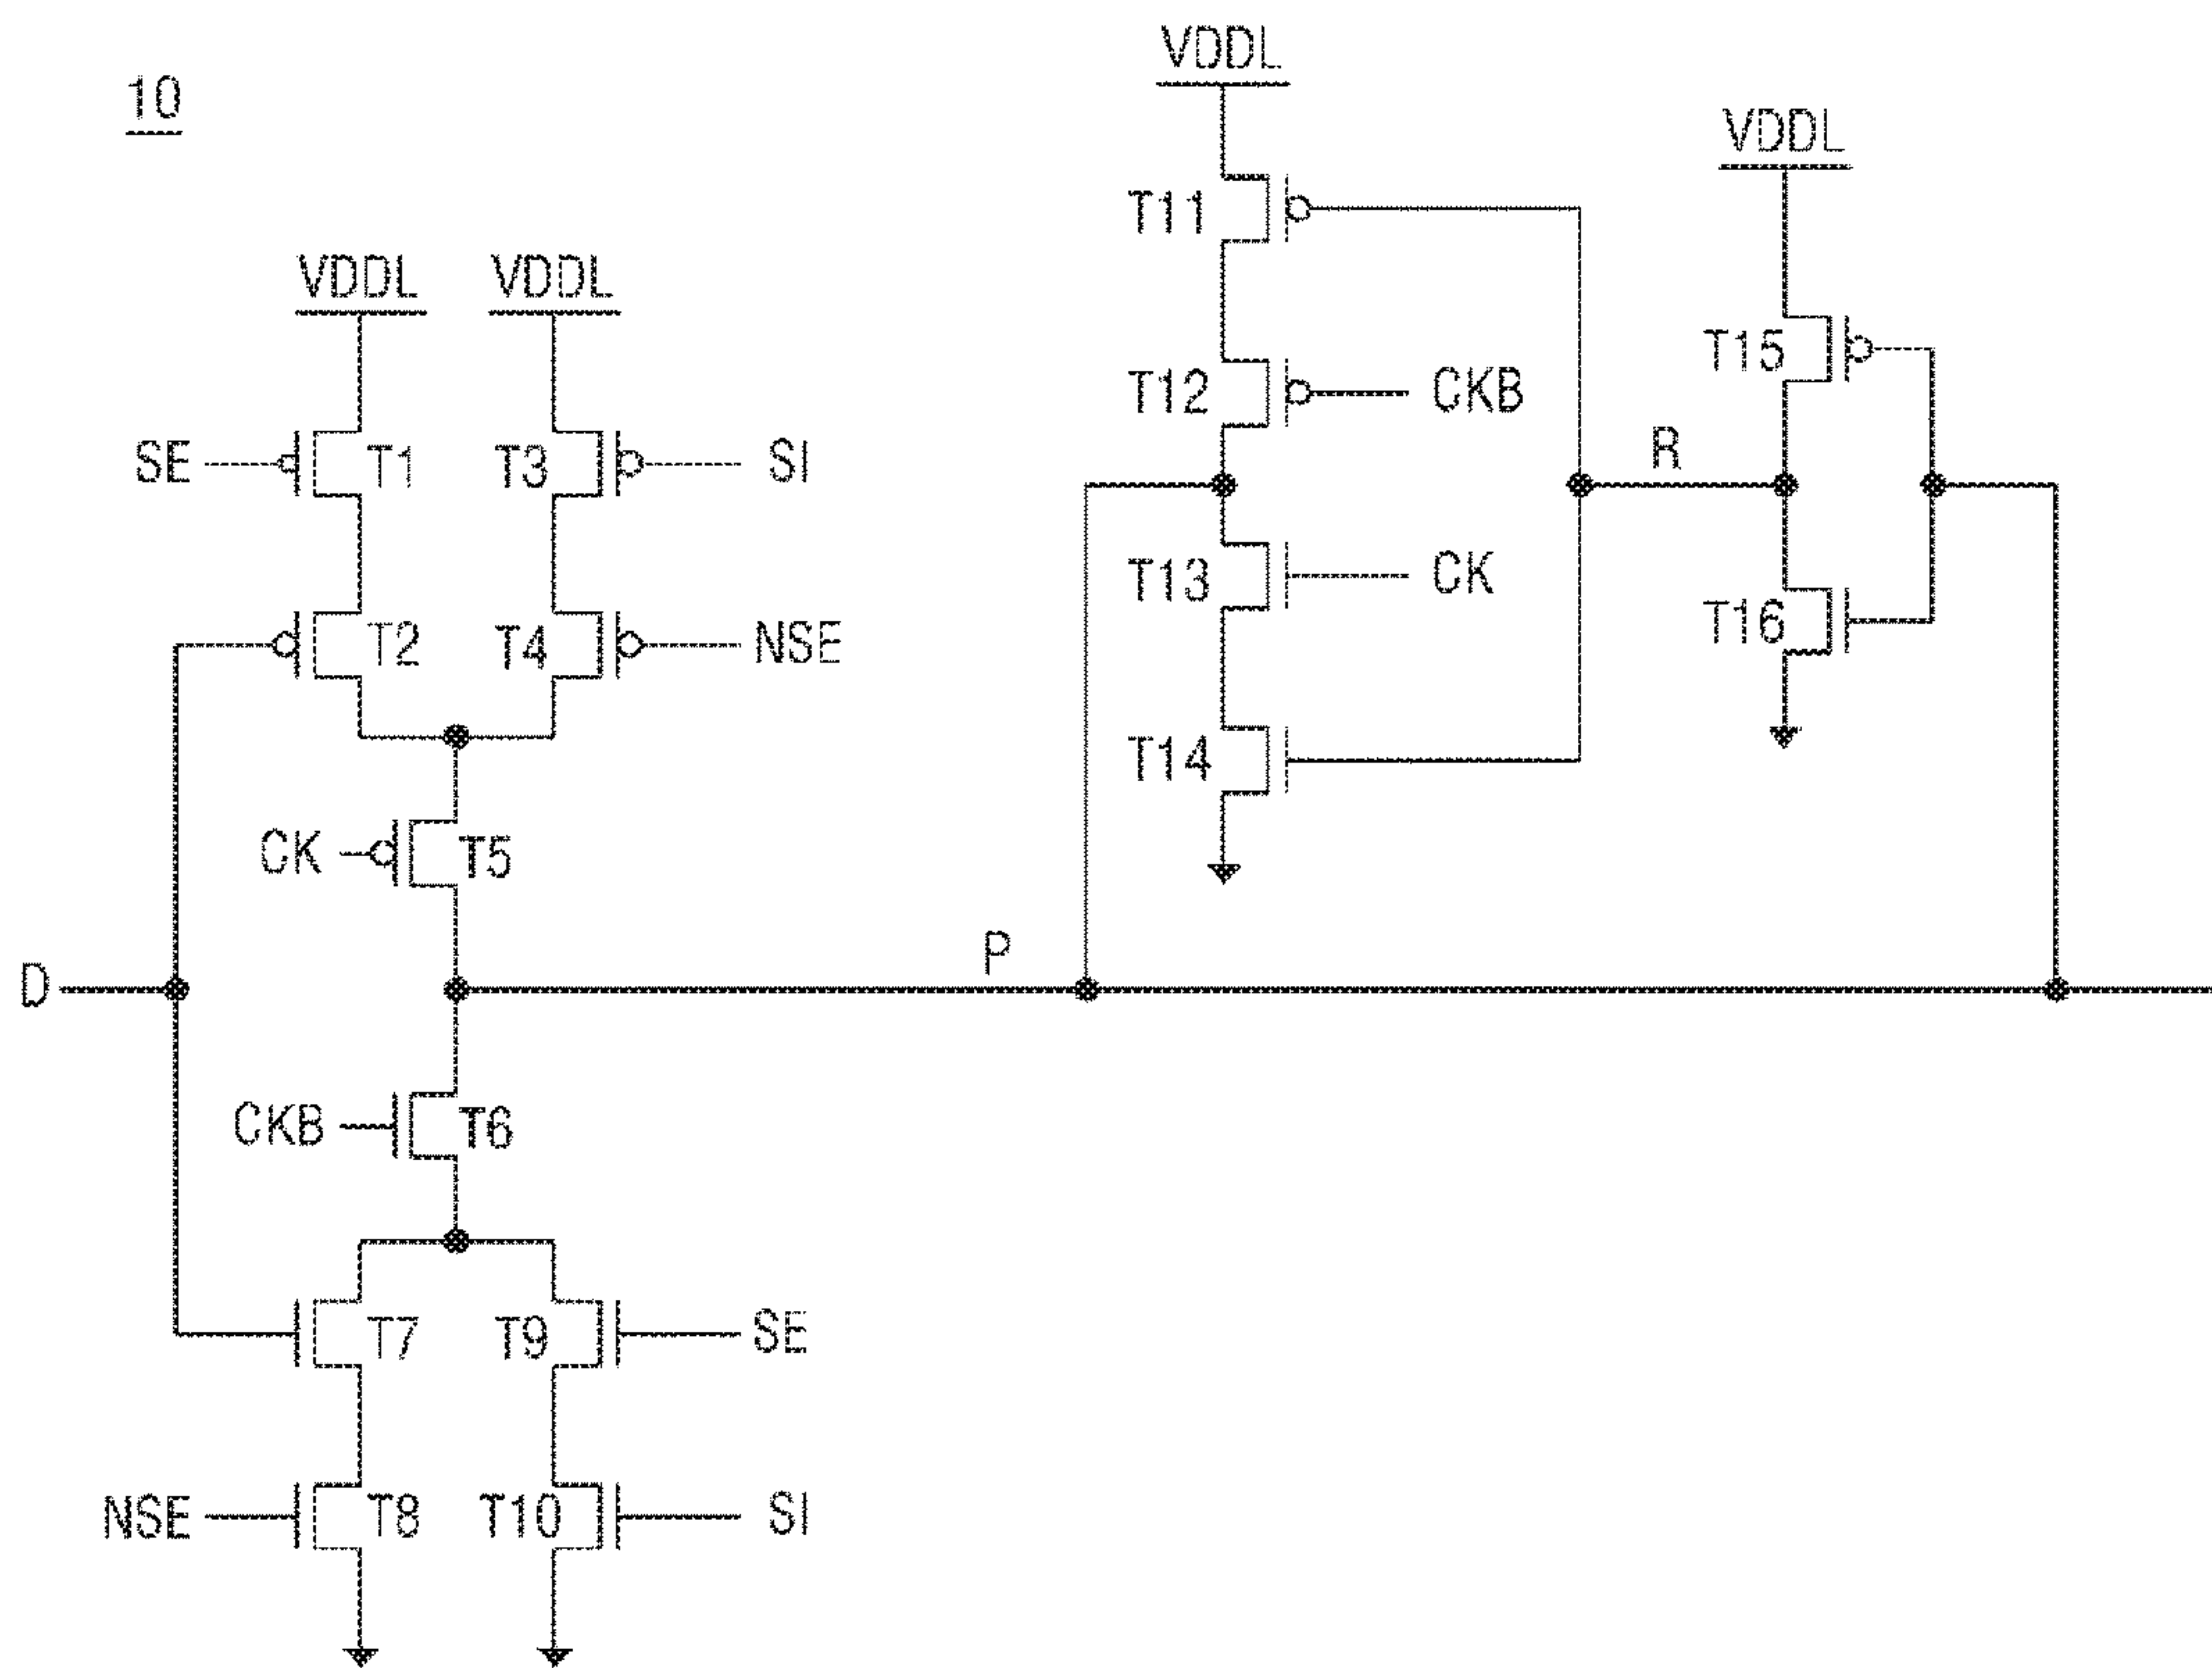 10
VDDL
VDDL
VDDL VDDL
T11
T15
T12 CKB
SE T1 T3 SI
R
T13 CK
T16
T2 T4 NSE
T14
CK T5
P
D
CKB T6
T7 T9 SE
NSE T8 T10 SI